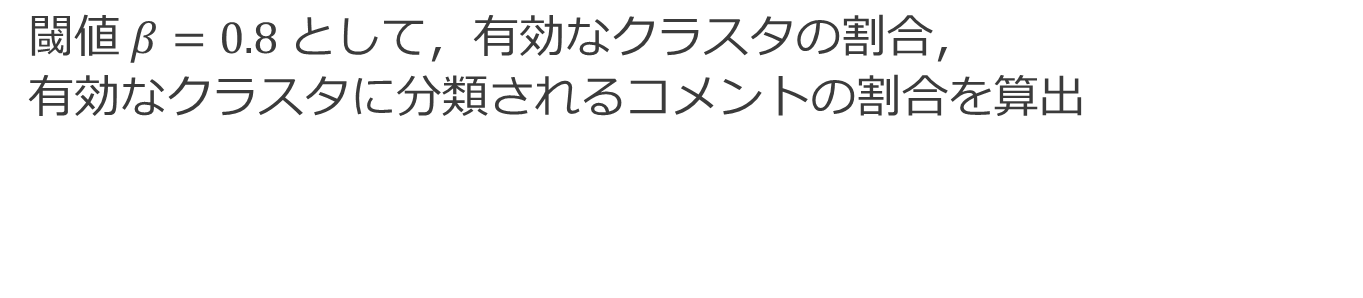 閾値 β = 0.8 として，有効なクラスタの割合，
有効なクラスタに分類されるコメントの割合を算出